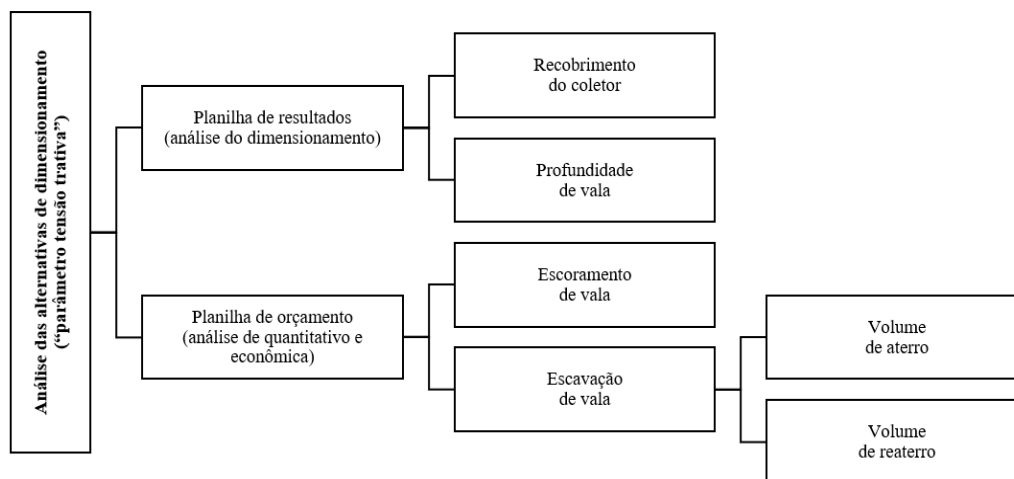 Análise das alternativas de dimensionamento
(“parâmetro tensão trativa”)
Planilha de resultados
(análise do dimensionamento)
Recobrimento
do coletor
Profundidade
de vala
Planilha de orçamento
(análise de quantitativo e
econômica)
Escoramento
de vala
Escavação
de vala
Volume
de aterro
Volume
de reaterro